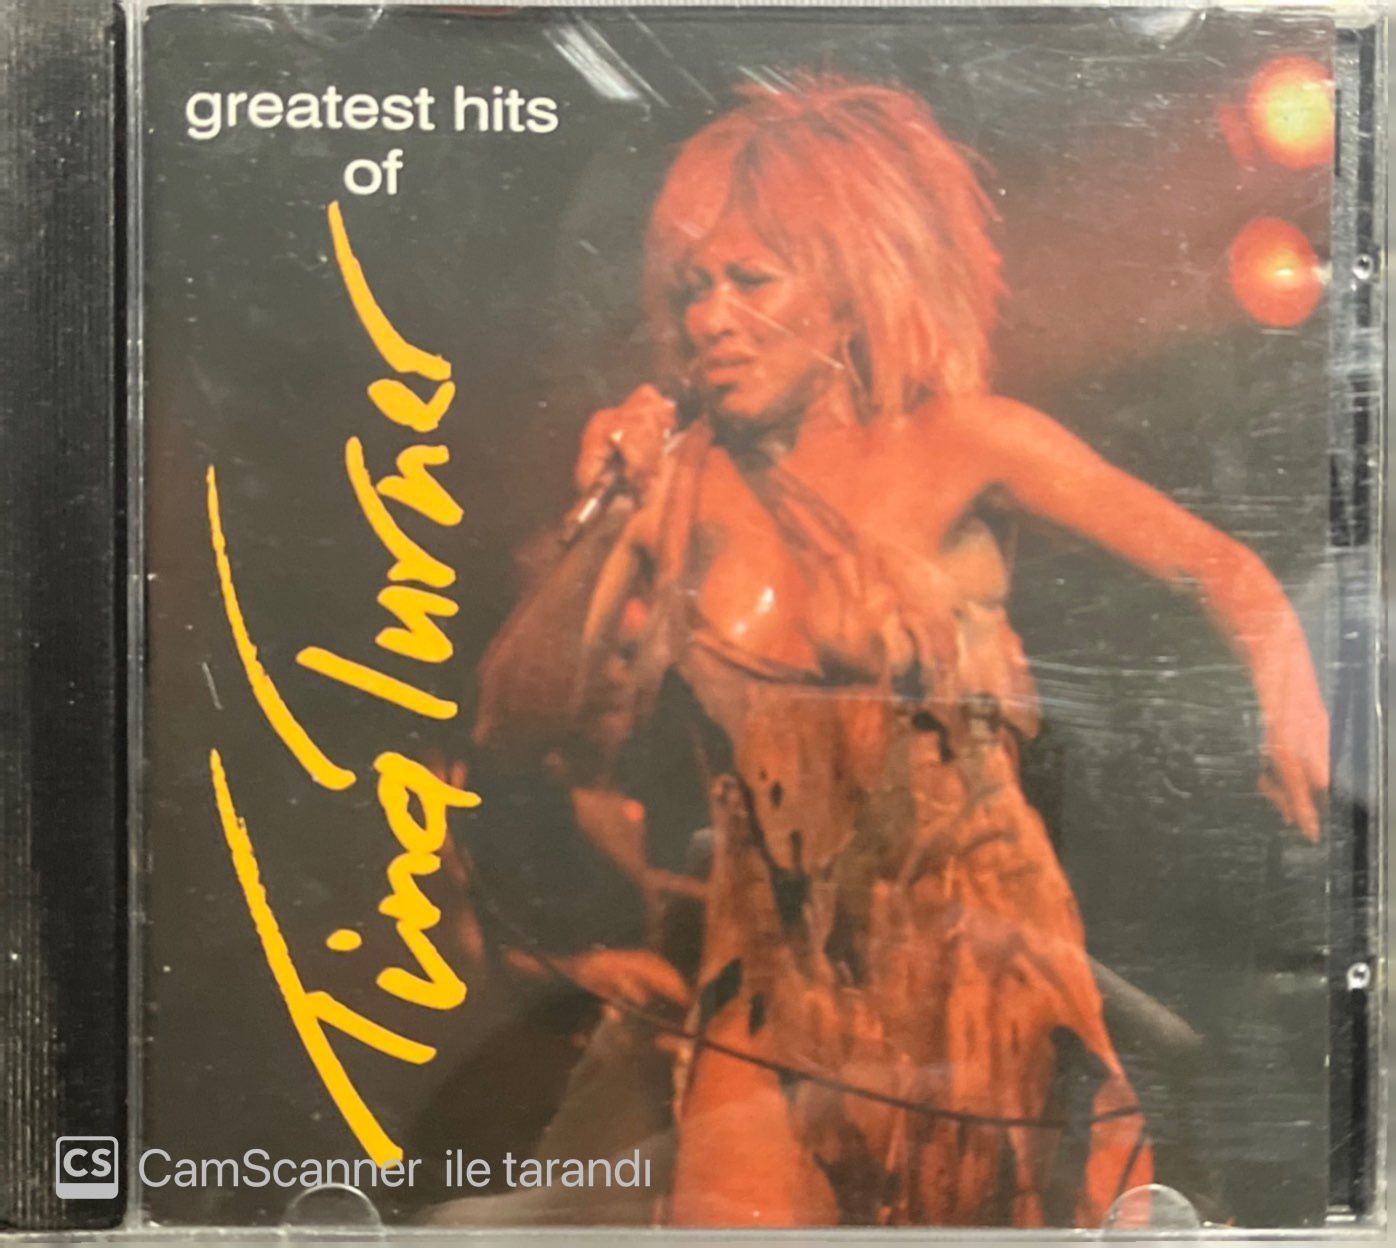 greatest hits
of
Tina Turner
CS CamScanner ile tarandı